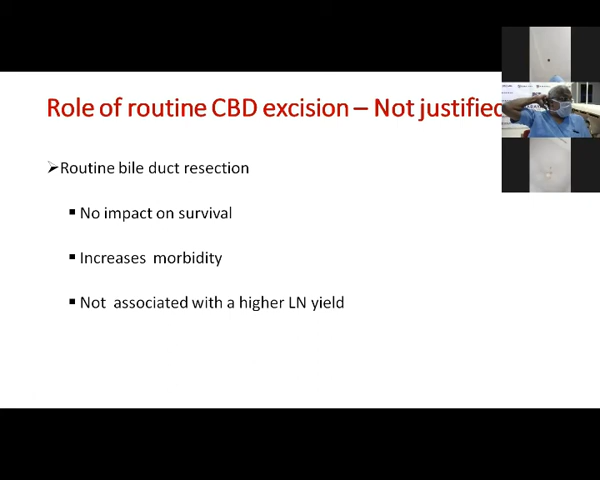 Role of routine CBD excision – Not justified
➢Routine bile duct resection
▪ No impact on survival
▪ Increases morbidity
▪ Not associated with a higher LN yield